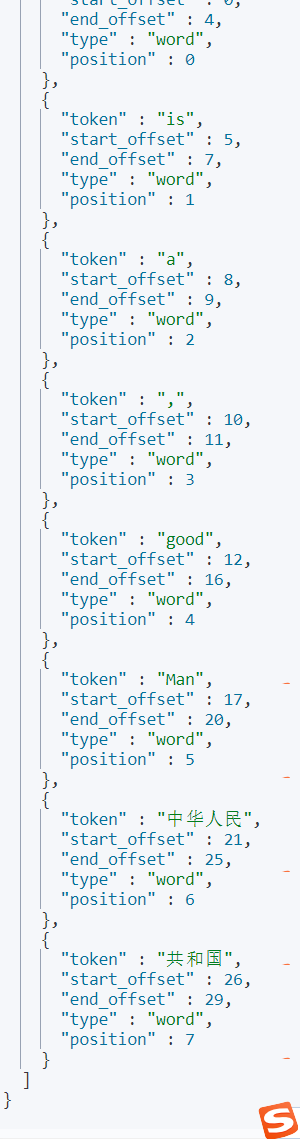 "end_offset" : 4,
"type" : "word",
"position" : 0
},
{
"token" : "is",
"start_offset" : 5,
"end_offset" : 7,
"type" : "word",
"position" : 1
},
{
"token" : "a",
"start_offset" : 8,
"end_offset" : 9,
"type" : "word",
"position" : 2
},
{
"token" : ",",
"start_offset" : 10,
"end_offset" : 11,
"type" : "word",
"position" : 3
},
{
"token" : "good",
"start_offset" : 12,
"end_offset" : 16,
"type" : "word",
"position" : 4
},
{
"token" : "Man",
"start_offset" : 17,
"end_offset" : 20,
"type" : "word",
"position" : 5
},
{
"token" : "中华人民",
"start_offset" : 21,
"end_offset" : 25,
"type" : "word",
"position" : 6
},
{
"token" : "共和国",
"start_offset" : 26,
"end_offset" : 29,
"type" : "word",
"position" : 7
}
]
}
S